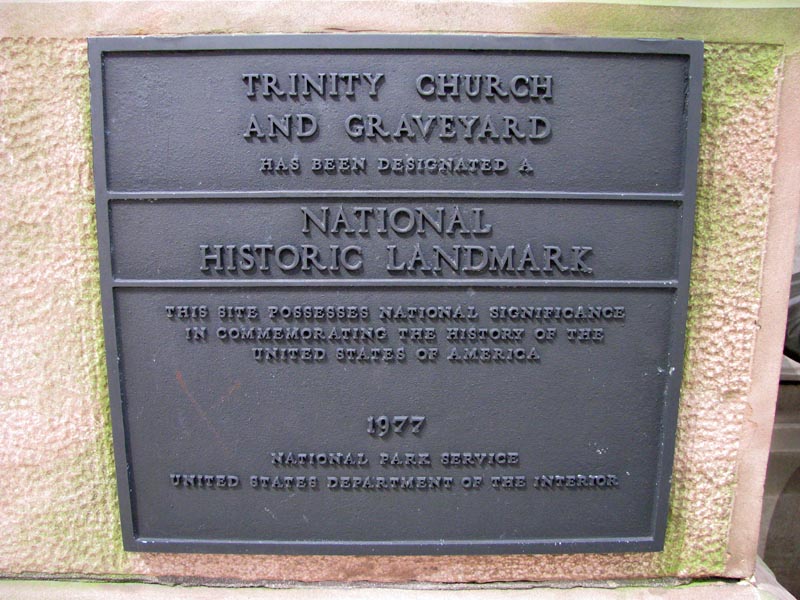 TRINITY CHURCH
AND GRAVEYARD
HAS BEEN DESIGNATED A
NATIONAL
HISTORIC LANDMARK
THIS SITE POSSESSES NATIONAL SIGNIFICANCE
IN COMMEMORATING THE HISTORY OF THE
UNITED STATES OF AMERICA
1977
NATIONAL PARK SERVICE
UNITED STATES DEPARTMENT OF THE INTERIOR